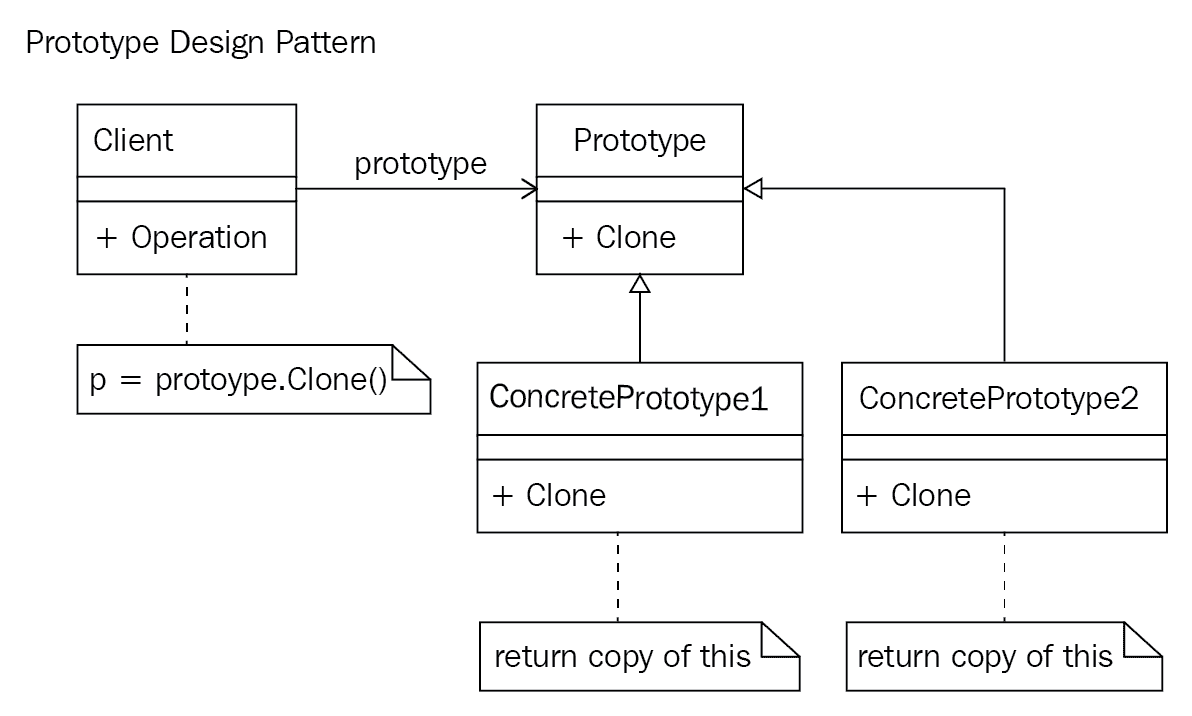 Prototype Design Pattern
Client
prototype
Prototype
+ Operation
+ Clone
p = protoype.Clone()
ConcretePrototype1
ConcretePrototype2
+ Clone
+ Clone
return copy of this
return copy of this